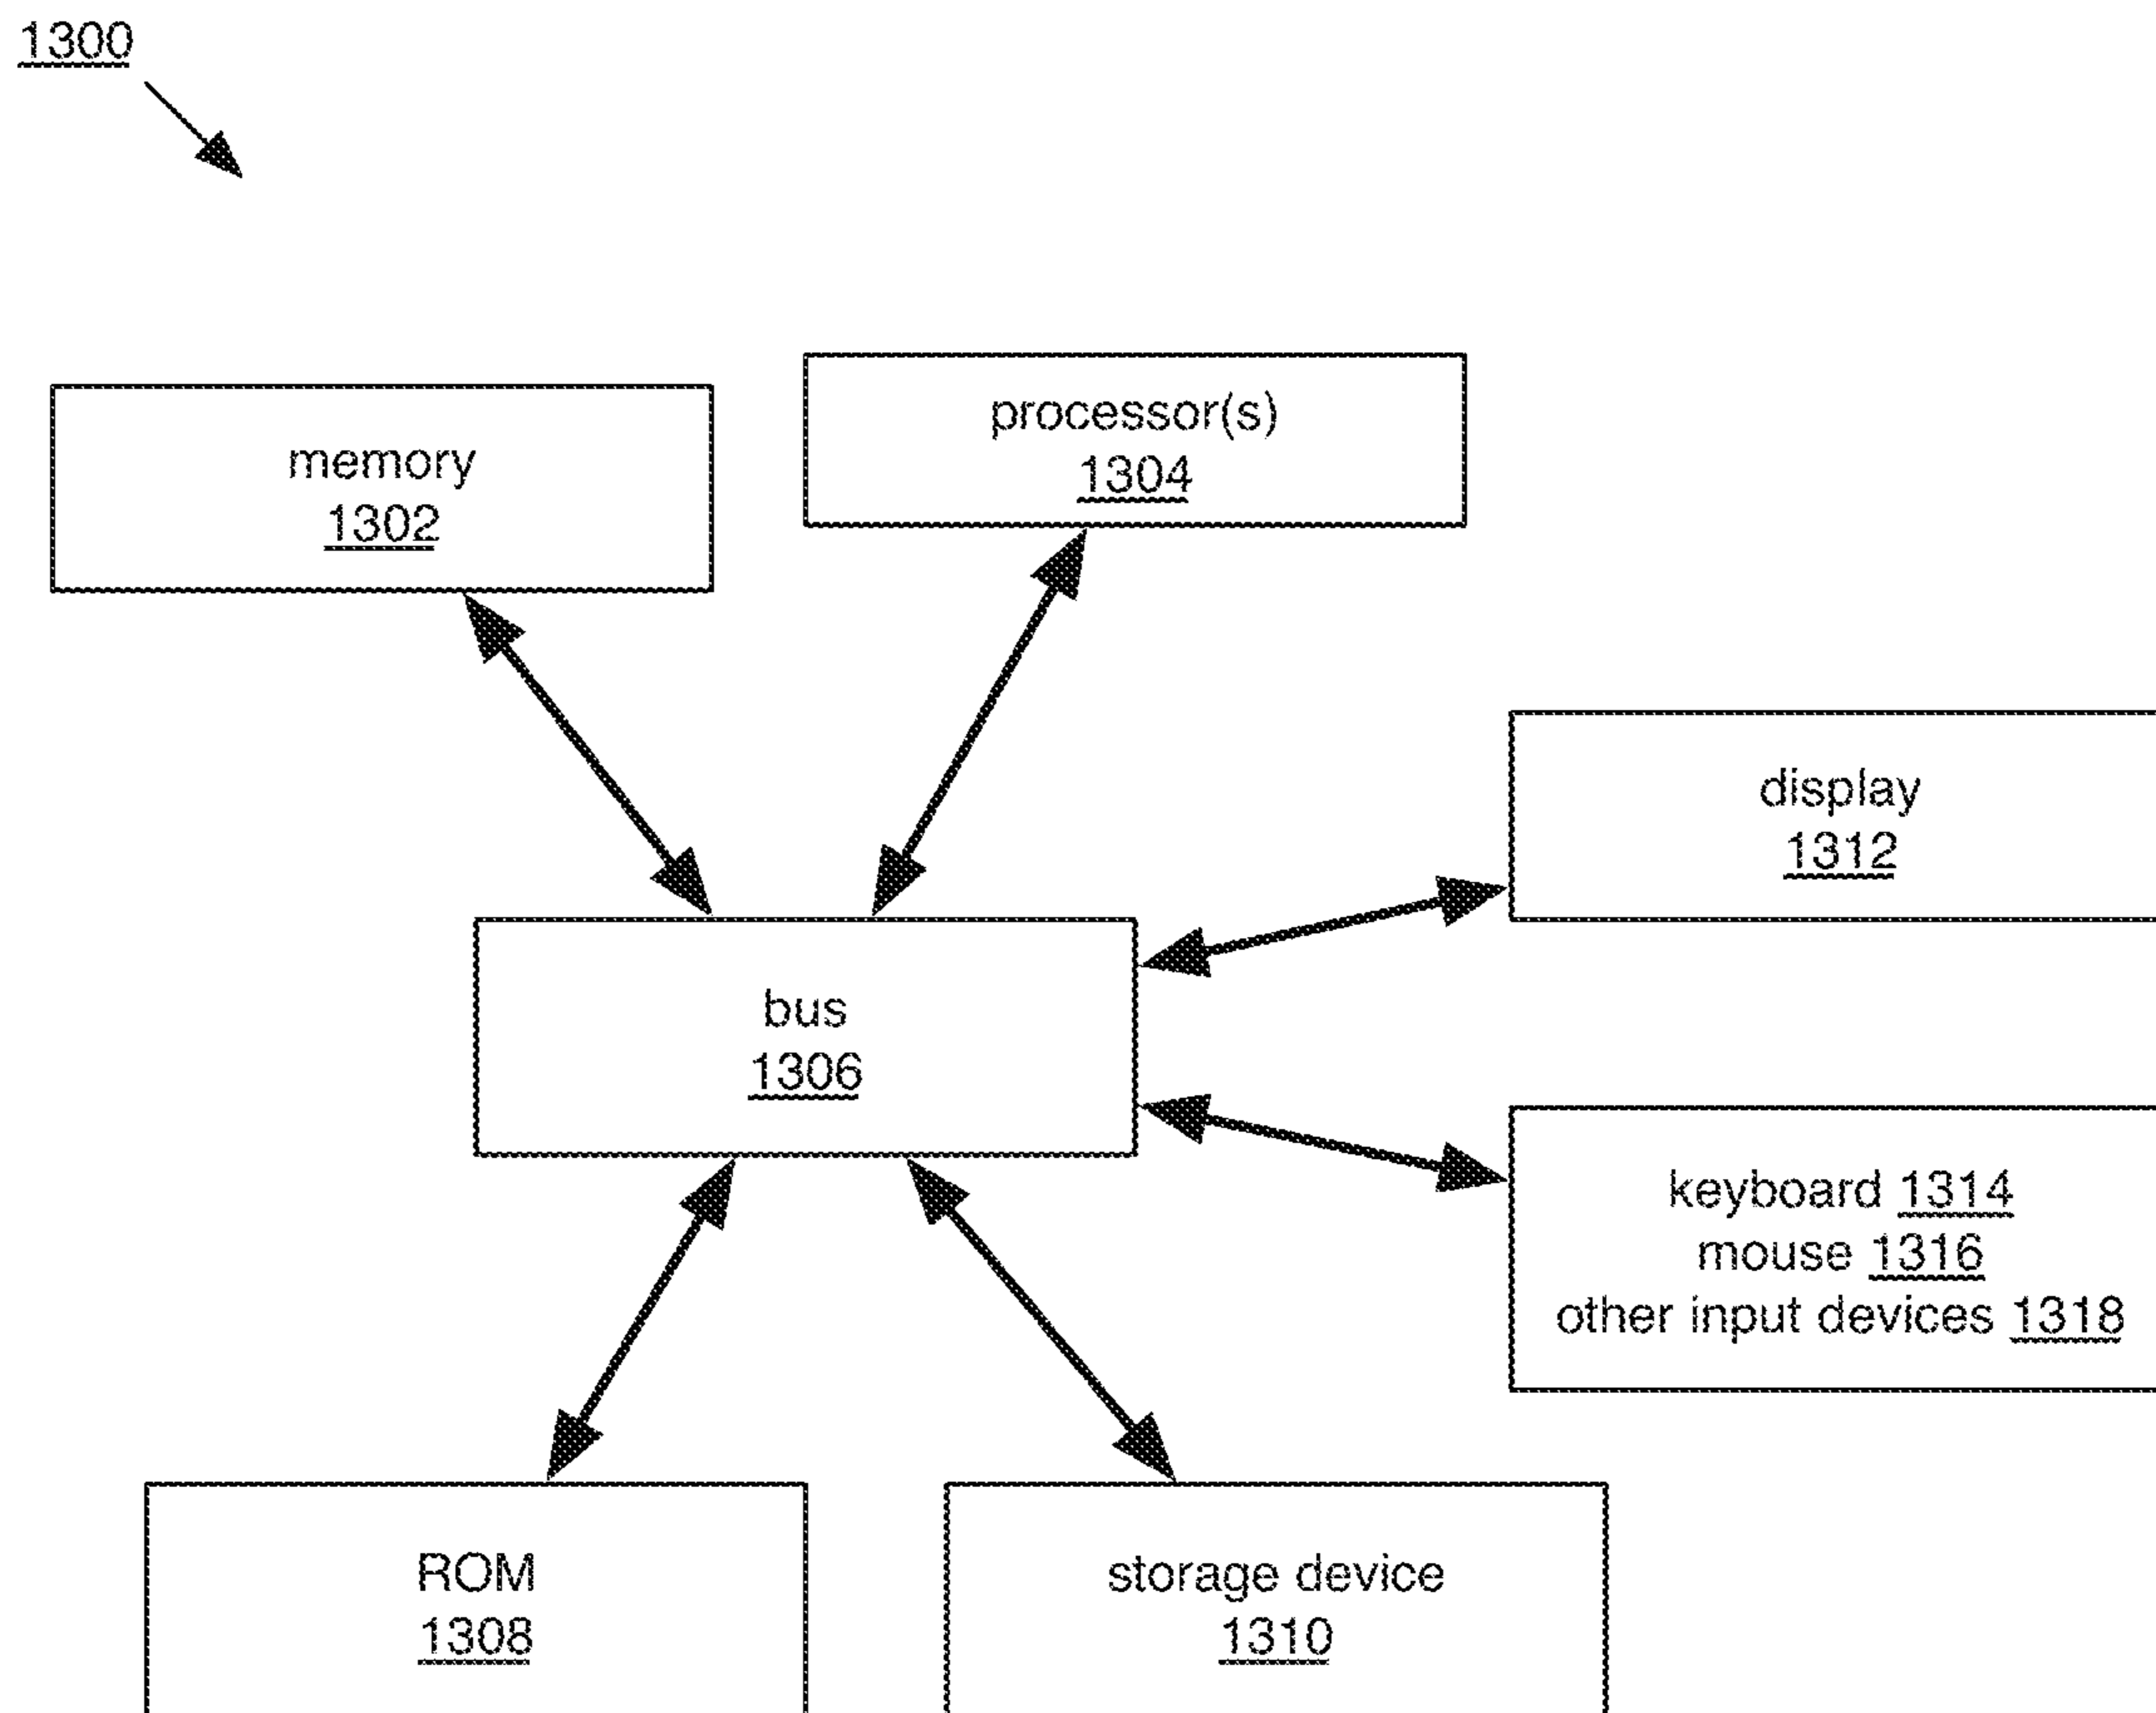 1300
memory
1302
processor(s)
1304
display
1312
bus
1306
keyboard 1314
mouse 1316
other input devices 1318
ROM
1308
storage device
1310